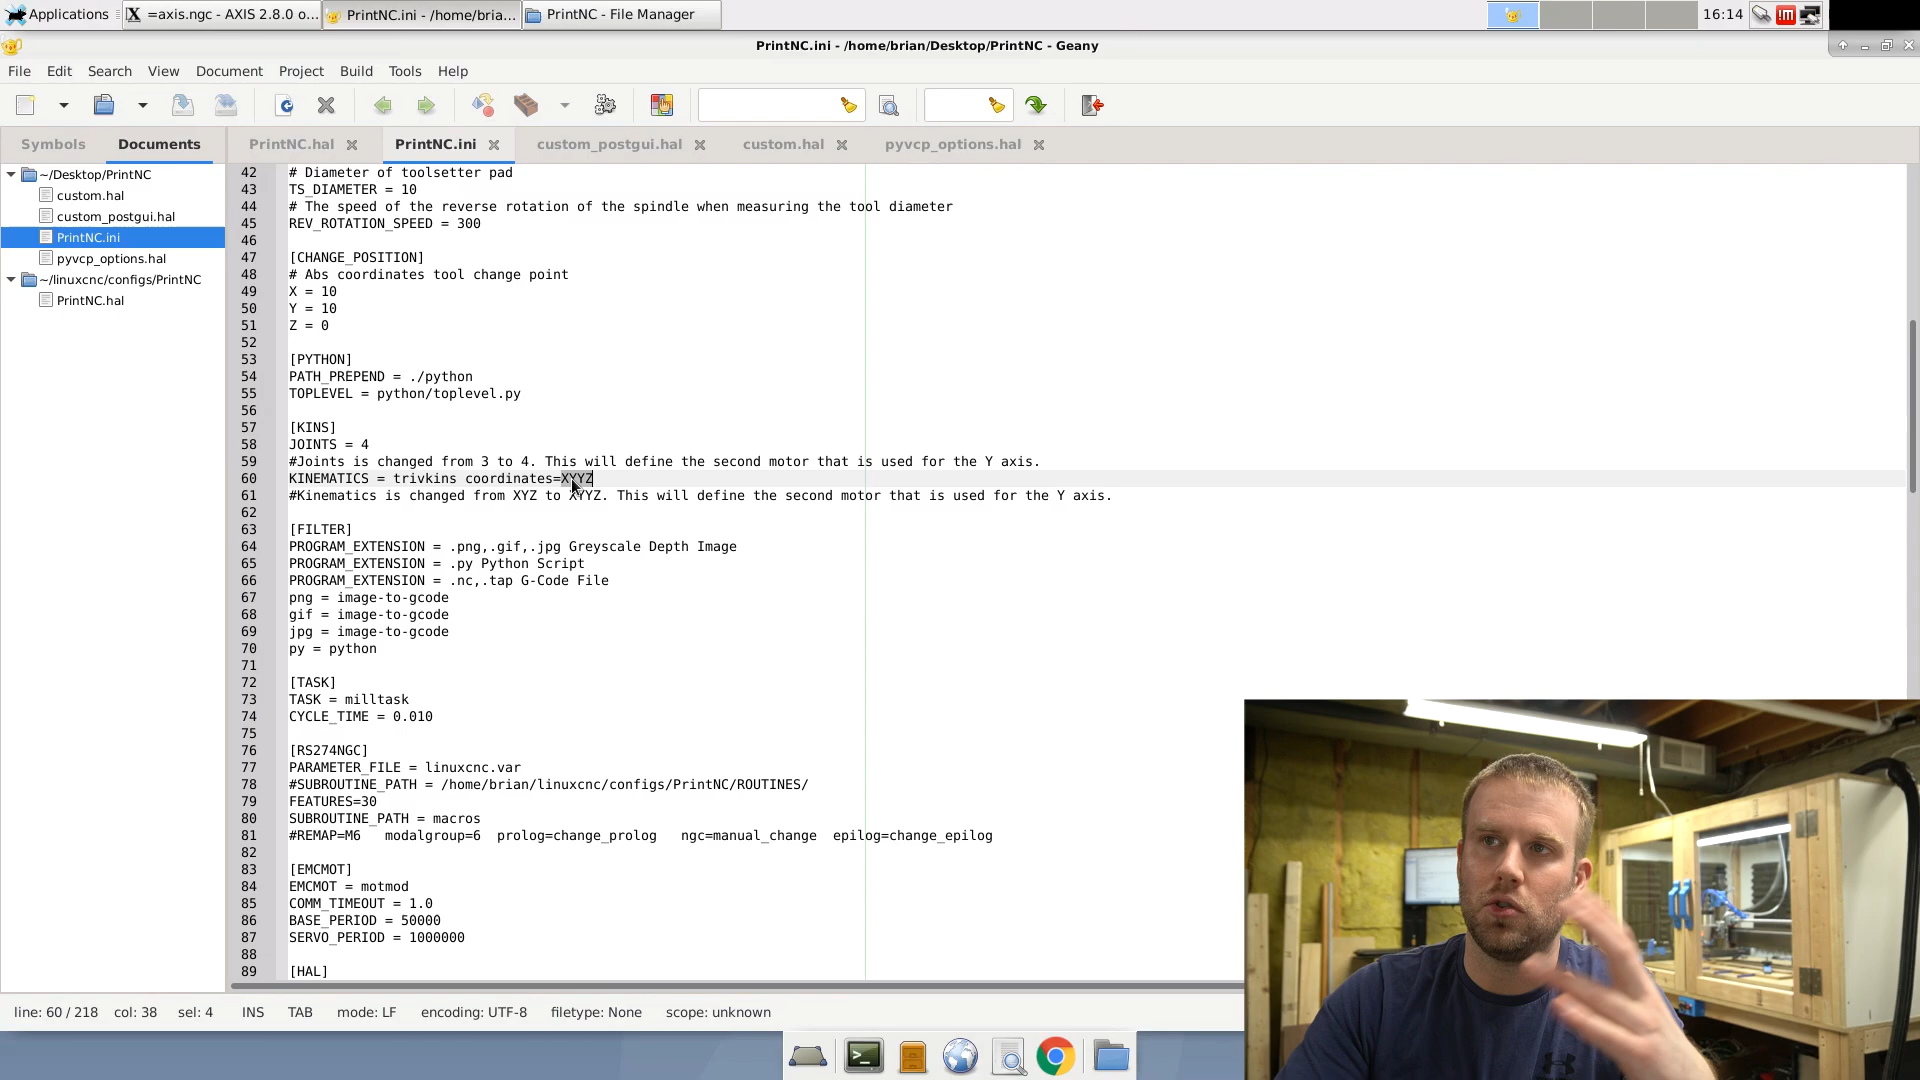 Applications
=axis.ngc - AXIS 2.8.0 o...
PrintNC.ini - /home/bria...
PrintNC - File Manager
16:14
PrintNC.ini - /home/brian/Desktop/PrintNC - Geany
File Edit Search View Document Project Build Tools Help
Symbols Documents
PrintNC.hal PrintNC.ini custom_postgui.hal custom.hal pyvcp_options.hal
~/Desktop/PrintNC
custom.hal
custom_postgui.hal
PrintNC.ini
pyvcp_options.hal
~/linuxcnc/configs/PrintNC
PrintNC.hal
42 # Diameter of toolsetter pad
43 TS_DIAMETER = 10
44 # The speed of the reverse rotation of the spindle when measuring the tool diameter
45 REV_ROTATION_SPEED = 300
46
47 [CHANGE_POSITION]
48 # Abs coordinates tool change point
49 X = 10
50 Y = 10
51 Z = 0
52
53 [PYTHON]
54 PATH_PREPEND = ./python
55 TOPLEVEL = python/toplevel.py
56
57 [KINS]
58 JOINTS = 4
59 #Joints is changed from 3 to 4. This will define the second motor that is used for the Y axis.
60 KINEMATICS = trivkins coordinates=XYYZ
61 #Kinematics is changed from XYZ to XYYZ. This will define the second motor that is used for the Y axis.
62
63 [FILTER]
64 PROGRAM_EXTENSION = .png,.gif,.jpg Greyscale Depth Image
65 PROGRAM_EXTENSION = .py Python Script
66 PROGRAM_EXTENSION = .nc,.tap G-Code File
67 png = image-to-gcode
68 gif = image-to-gcode
69 jpg = image-to-gcode
70 py = python
71
72 [TASK]
73 TASK = milltask
74 CYCLE_TIME = 0.010
75
76 [RS274NGC]
77 PARAMETER_FILE = linuxcnc.var
78 #SUBROUTINE_PATH = /home/brian/linuxcnc/configs/PrintNC/ROUTINES/
79 FEATURES=30
80 SUBROUTINE_PATH = macros
81 #REMAP=M6   modalgroup=6  prolog=change_prolog   ngc=manual_change  epilog=change_epilog
82
83 [EMCMOT]
84 EMCMOT = motmod
85 COMM_TIMEOUT = 1.0
86 BASE_PERIOD = 50000
87 SERVO_PERIOD = 1000000
88
89 [HAL]
line: 60 / 218 col: 38 sel: 4 INS TAB mode: LF encoding: UTF-8 filetype: None scope: unknown